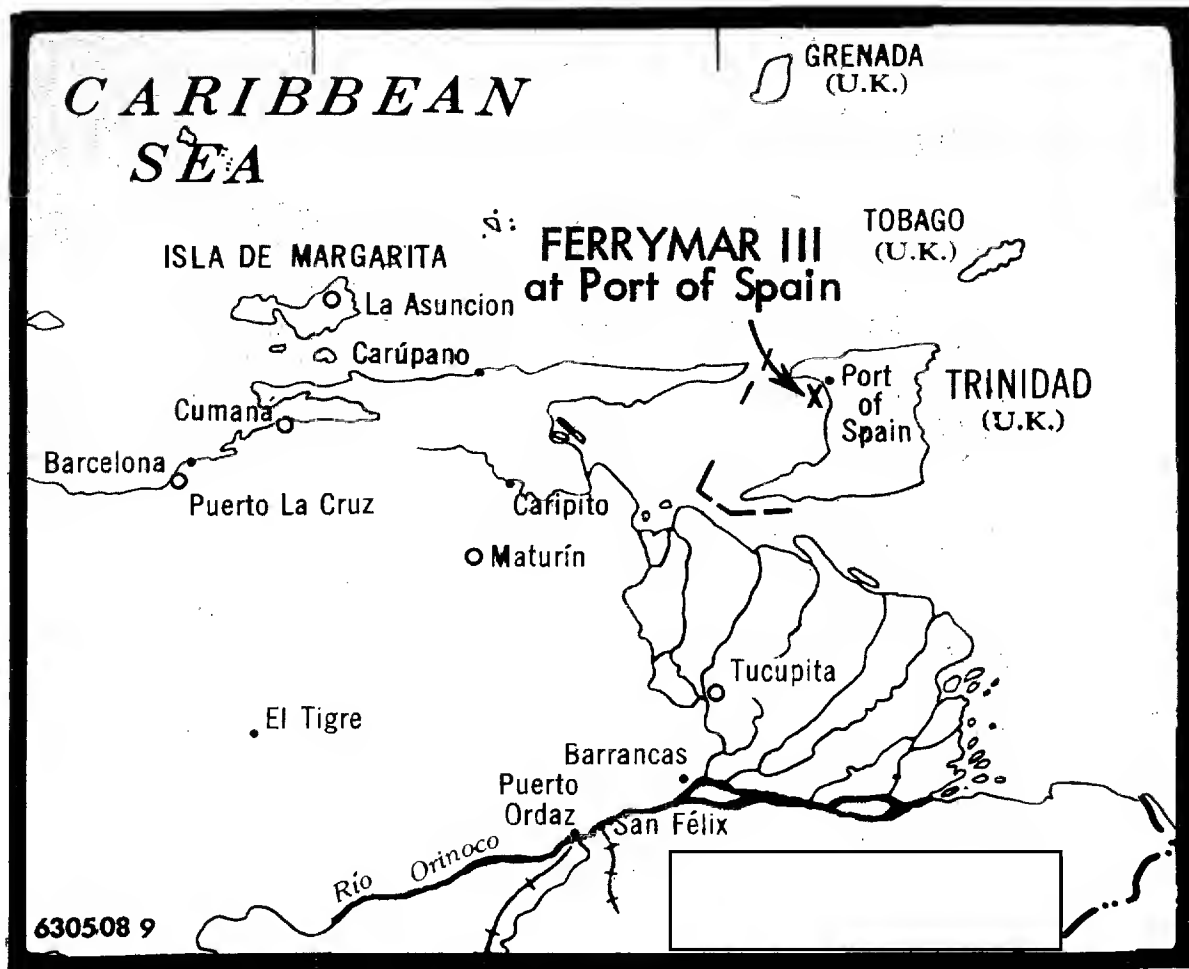 CARIBBEAN
SEA
GRENADA
(U.K.)
TOBAGO
(U.K.)
FERRYMAR III
at Port of Spain
ISLA DE MARGARITA
La Asuncion
Carúpano
Port
of
Spain
TRINIDAD
(U.K.)
X
Cumana
Barcelona
Puerto La Cruz
Caripito
Maturín
Tucupita
El Tigre
Barrancas
Puerto
Ordaz
San Félix
Río Orinoco
630508 9